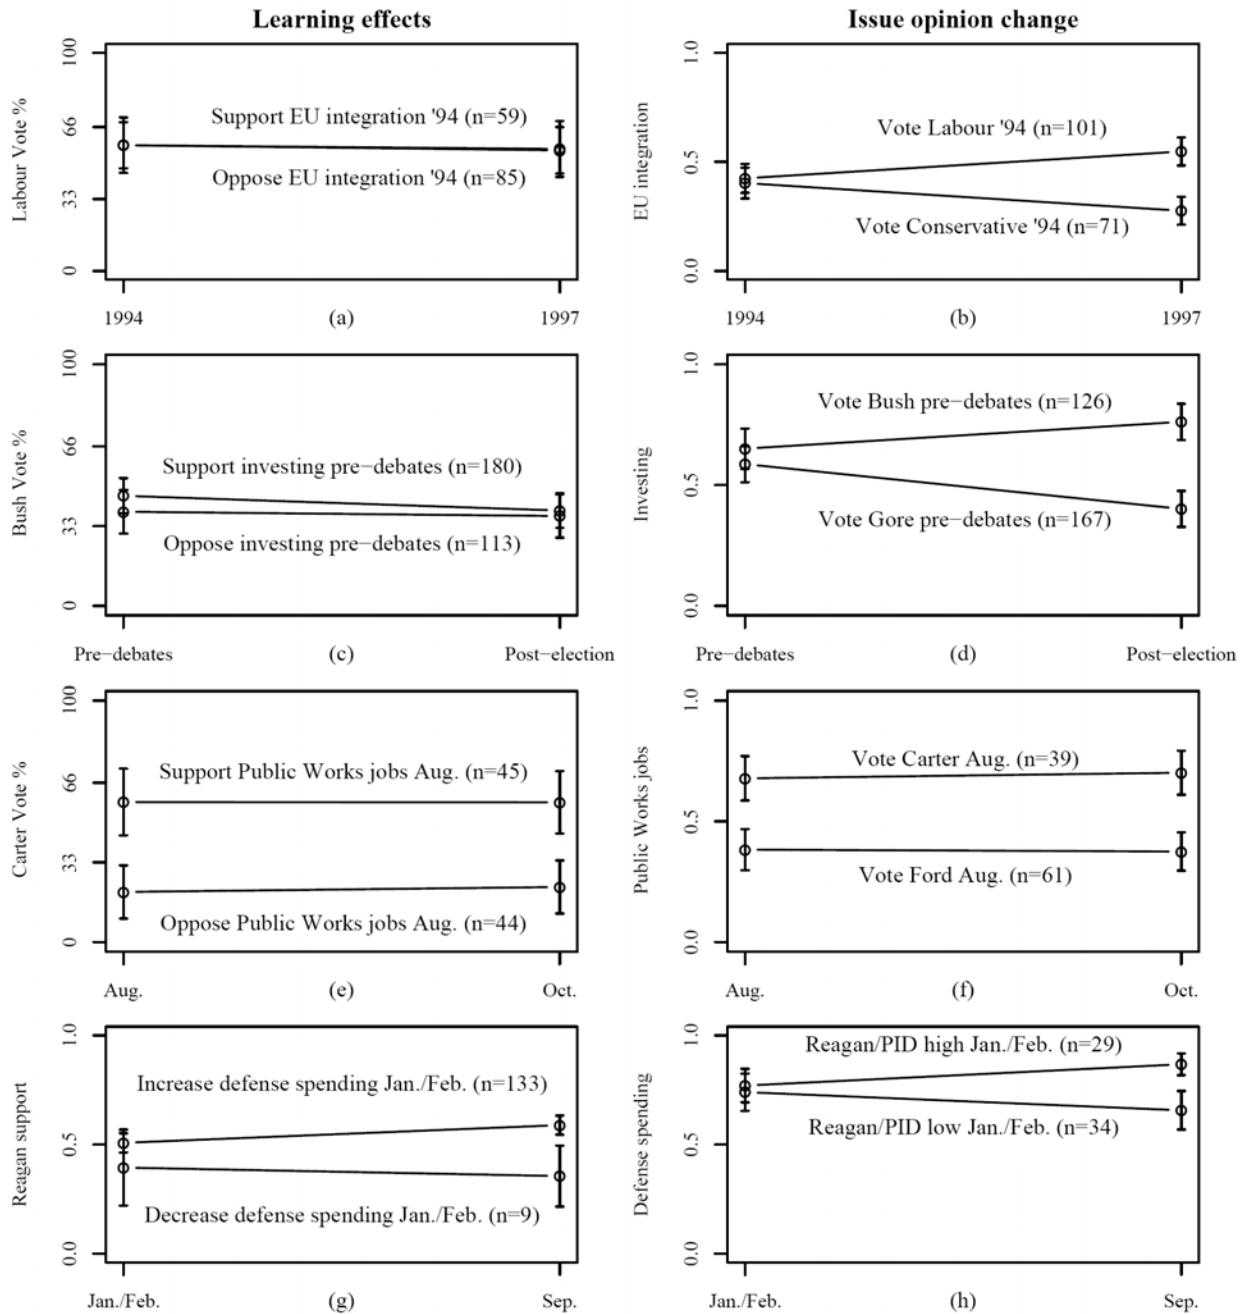 Learning effects
Issue opinion change
Labour Vote %
100
66
33
0
Support EU integration '94 (n=59)
Oppose EU integration '94 (n=85)
1994
(a)
1997
EU integration
1.0
0.5
0.0
Vote Labour '94 (n=101)
Vote Conservative '94 (n=71)
1994
(b)
1997
Bush Vote %
100
66
33
0
Support investing pre−debates (n=180)
Oppose investing pre−debates (n=113)
Pre−debates
(c)
Post−election
Investing
1.0
0.5
0.0
Vote Bush pre−debates (n=126)
Vote Gore pre−debates (n=167)
Pre−debates
(d)
Post−election
Carter Vote %
100
66
33
0
Support Public Works jobs Aug. (n=45)
Oppose Public Works jobs Aug. (n=44)
Aug.
(e)
Oct.
Public Works jobs
1.0
0.5
0.0
Vote Carter Aug. (n=39)
Vote Ford Aug. (n=61)
Aug.
(f)
Oct.
Reagan support
1.0
0.5
0.0
Increase defense spending Jan./Feb. (n=133)
Decrease defense spending Jan./Feb. (n=9)
Jan./Feb.
(g)
Sep.
Defense spending
1.0
0.5
0.0
Reagan/PID high Jan./Feb. (n=29)
Reagan/PID low Jan./Feb. (n=34)
Jan./Feb.
(h)
Sep.